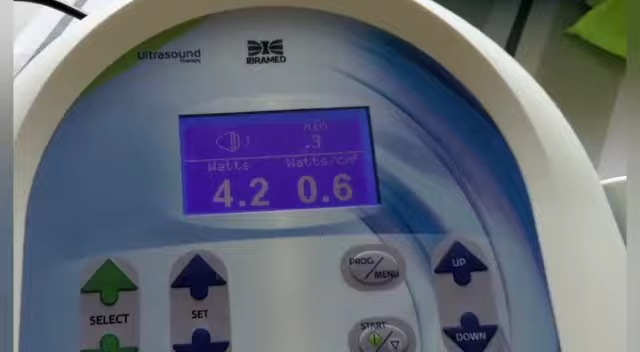 Ultrasound
Therapy
IBRAMED
min
.3
Watts Watts/cm²
4.2 0.6
PROG
MENU
UP
SELECT
SET
START
DOWN